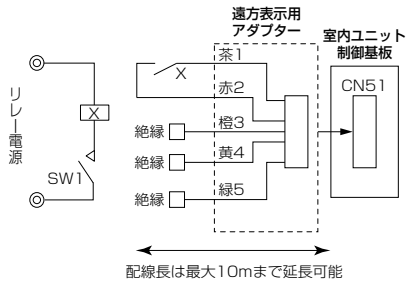 遠方表示用
アダプター
室内ユニット
制御基板
茶1
X
赤2
CN51
リレー電源
X
絶縁
橙3
絶縁
黄4
SW1
絶縁
緑5
配線長は最大10mまで延長可能